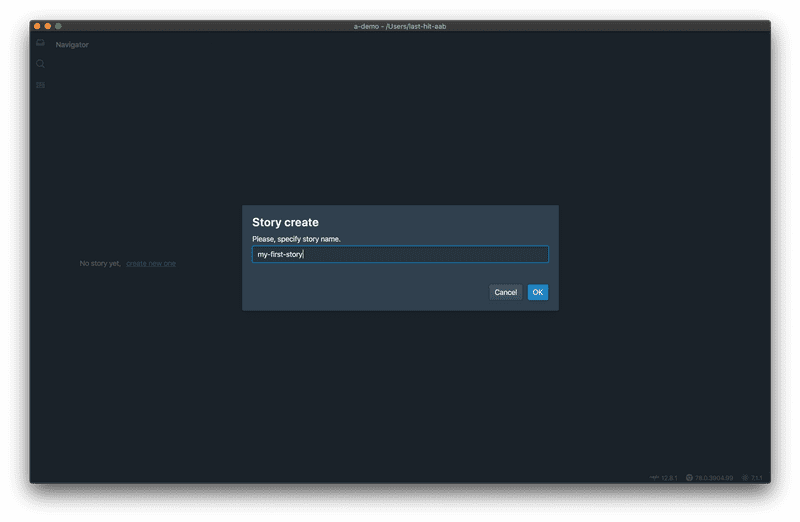 a-demo - /Users/last-hit-aab
Navigator
Story create
Please, specify story name.
my-first-story
No story yet, create new one
Cancel OK
12.8.1 78.0.3904.99 7.1.1